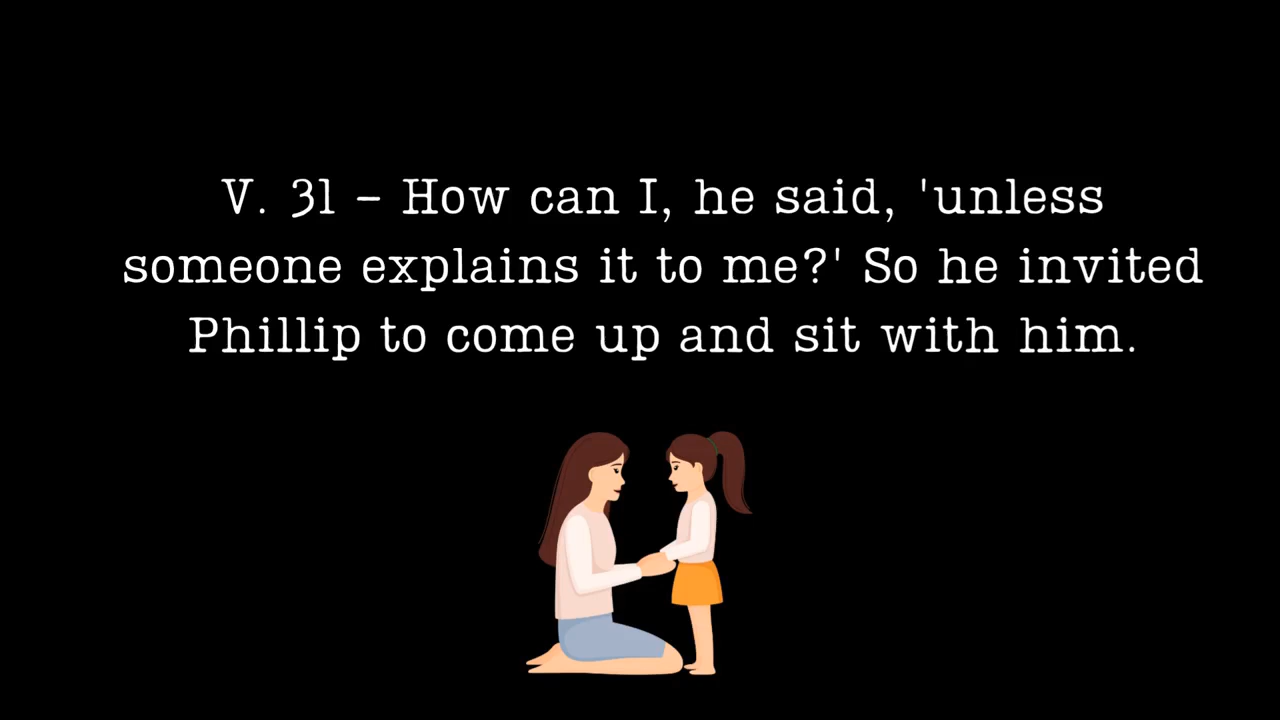 V. 31 – How can I, he said, 'unless
someone explains it to me?' So he invited
Phillip to come up and sit with him.